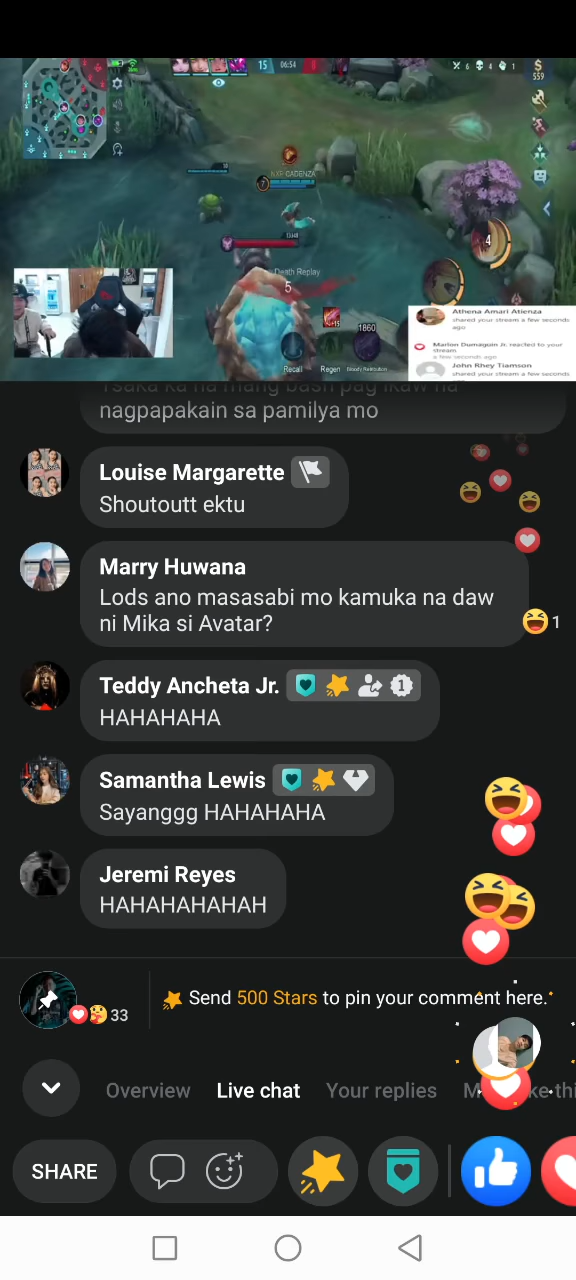 15 06:54
6 4 1
559
NXP CADENZA
7
Death Replay
5
4
1860
Recall Regen Bloody Retribution
Athena Amari Atienza
shared your stream a few seconds
ago
Marlon Dumaguin Jr. reacted to your
stream
a few seconds ago
John Rhey Tiamson
shared your stream a few seconds
Tsaka ka na mang bash pag ikaw na
nagpapakain sa pamilya mo
Louise Margarette
Shoutoutt ektu
Marry Huwana
Lods ano masasabi mo kamuka na daw
ni Mika si Avatar?
1
Teddy Ancheta Jr. 1
HAHAHAHA
Samantha Lewis
Sayanggg HAHAHAHA
Jeremi Reyes
HAHAHAHAHAH
33 Send 500 Stars to pin your comment here.
Overview Live chat Your replies
SHARE